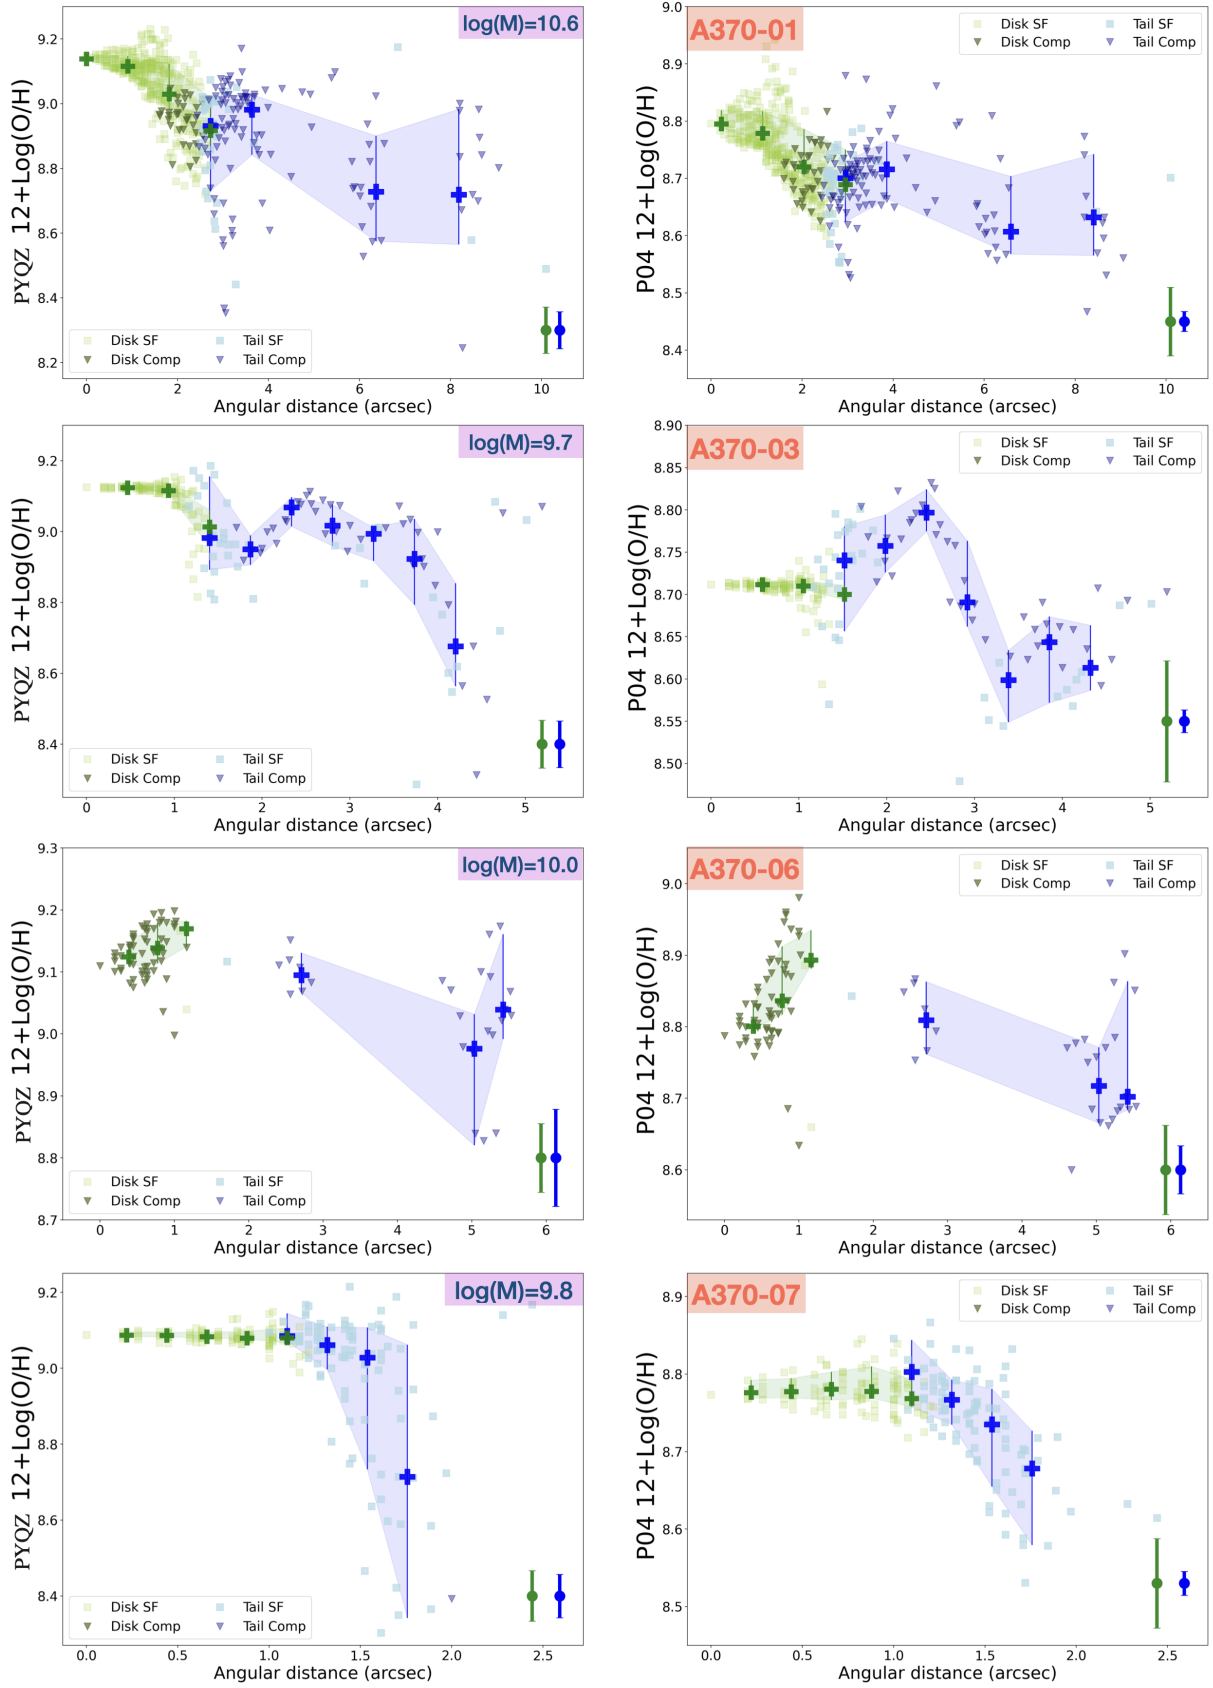 log(M)=10.6
PYQZ 12+Log(O/H)
9.2
9.0
8.8
8.6
8.4
8.2
Disk SF
Tail SF
Disk Comp
Tail Comp
0 2 4 6 8 10
Angular distance (arcsec)
A370-01
P04 12+Log(O/H)
9.0
8.9
8.8
8.7
8.6
8.5
8.4
Disk SF
Tail SF
Disk Comp
Tail Comp
0 2 4 6 8 10
Angular distance (arcsec)
log(M)=9.7
PYQZ 12+Log(O/H)
9.2
9.0
8.8
8.6
8.4
Disk SF
Tail SF
Disk Comp
Tail Comp
0 1 2 3 4 5
Angular distance (arcsec)
A370-03
P04 12+Log(O/H)
8.90
8.85
8.80
8.75
8.70
8.65
8.60
8.55
8.50
Disk SF
Tail SF
Disk Comp
Tail Comp
0 1 2 3 4 5
Angular distance (arcsec)
log(M)=10.0
PYQZ 12+Log(O/H)
9.3
9.2
9.1
9.0
8.9
8.8
8.7
Disk SF
Tail SF
Disk Comp
Tail Comp
0 1 2 3 4 5 6
Angular distance (arcsec)
A370-06
P04 12+Log(O/H)
9.0
8.9
8.8
8.7
8.6
Disk SF
Tail SF
Disk Comp
Tail Comp
0 1 2 3 4 5 6
Angular distance (arcsec)
log(M)=9.8
PYQZ 12+Log(O/H)
9.2
9.0
8.8
8.6
8.4
Disk SF
Tail SF
Disk Comp
Tail Comp
0.0 0.5 1.0 1.5 2.0 2.5
Angular distance (arcsec)
A370-07
P04 12+Log(O/H)
8.9
8.8
8.7
8.6
8.5
Disk SF
Tail SF
Disk Comp
Tail Comp
0.0 0.5 1.0 1.5 2.0 2.5
Angular distance (arcsec)